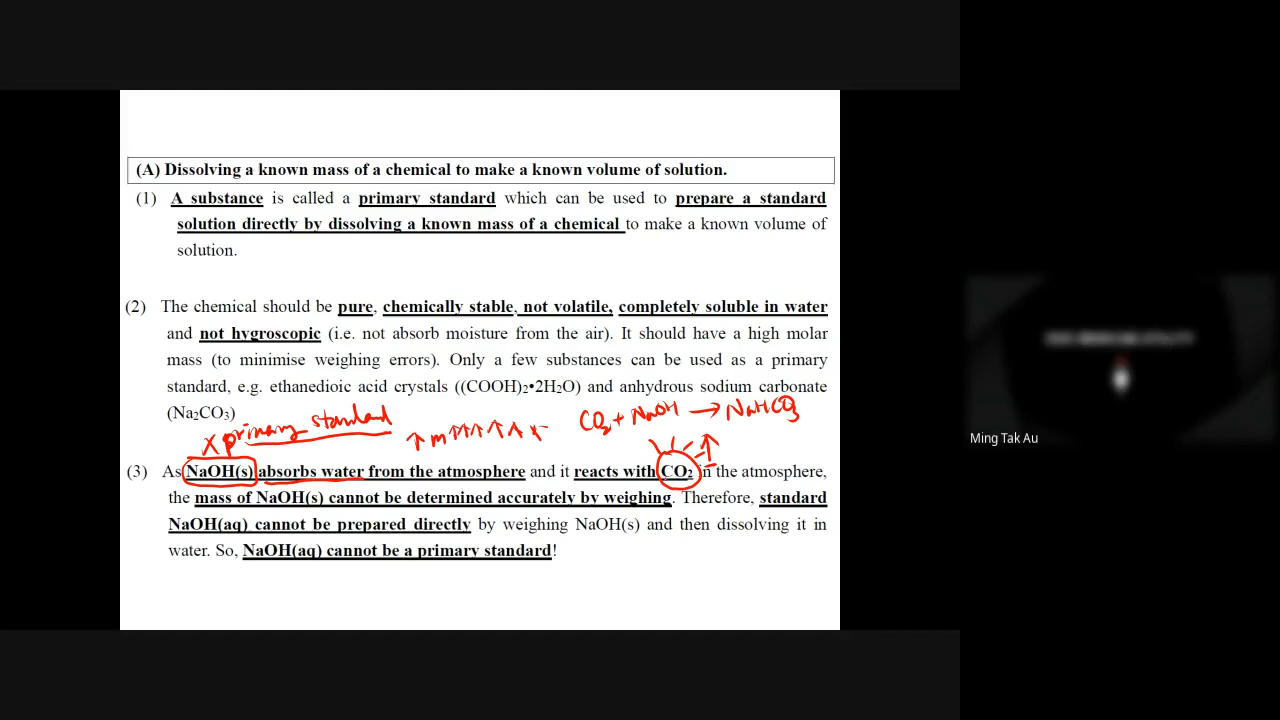 (A) Dissolving a known mass of a chemical to make a known volume of solution.
(1) A substance is called a primary standard which can be used to prepare a standard
solution directly by dissolving a known mass of a chemical to make a known volume of
solution.
(2) The chemical should be pure, chemically stable, not volatile, completely soluble in water
and not hygroscopic (i.e. not absorb moisture from the air). It should have a high molar
mass (to minimise weighing errors). Only a few substances can be used as a primary
standard, e.g. ethanedioic acid crystals ((COOH)₂•2H₂O) and anhydrous sodium carbonate
(Na₂CO₃)
X primary standard
↑ m ↑↑↑ ↑ ↑
CO₂ + NaOH → NaHCO₃
(3) As NaOH(s) absorbs water from the atmosphere and it reacts with CO₂ in the atmosphere,
the mass of NaOH(s) cannot be determined accurately by weighing. Therefore, standard
NaOH(aq) cannot be prepared directly by weighing NaOH(s) and then dissolving it in
water. So, NaOH(aq) cannot be a primary standard!
Ming Tak Au